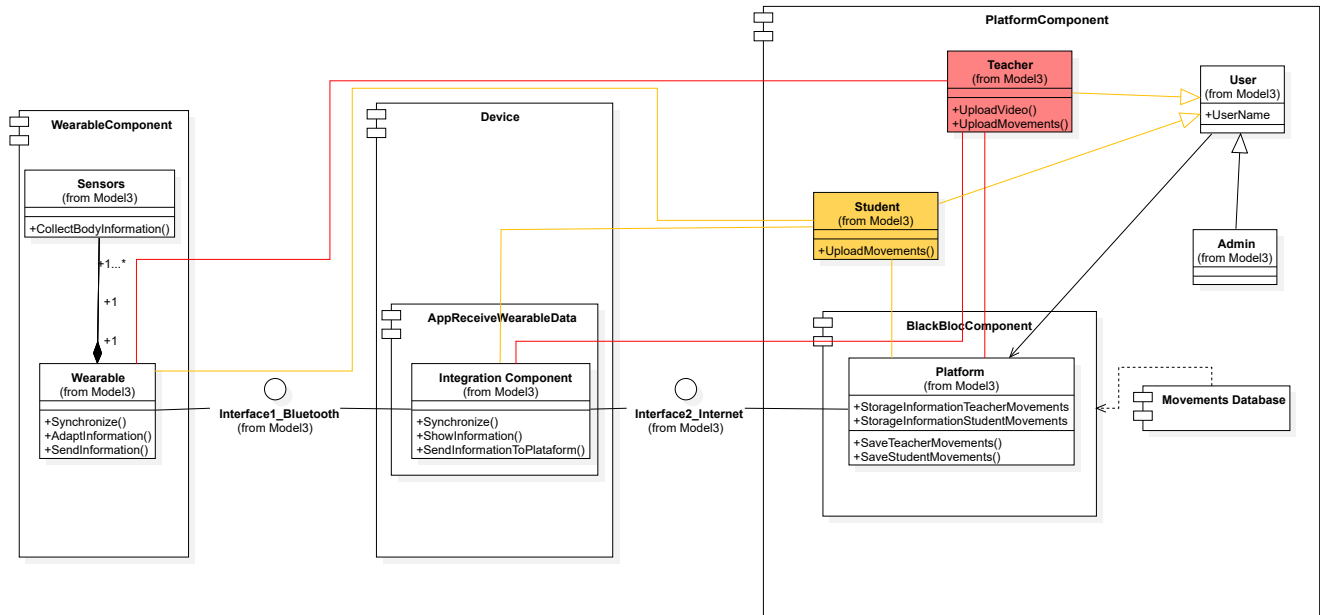 PlatformComponent
Teacher
(from Model3)
+UploadVideo()
+UploadMovements()
User
(from Model3)
+UserName
WearableComponent
Device
Sensors
(from Model3)
+CollectBodyInformation()
Student
(from Model3)
+UploadMovements()
Admin
(from Model3)
+1...*
+1
+1
AppReceiveWearableData
BlackBlocComponent
Wearable
(from Model3)
+Synchronize()
+AdaptInformation()
+SendInformation()
Interface1_Bluetooth
(from Model3)
Integration Component
(from Model3)
+Synchronize()
+ShowInformation()
+SendInformationToPlataform()
Interface2_Internet
(from Model3)
Platform
(from Model3)
+StorageInformationTeacherMovements
+StorageInformationStudentMovements
+SaveTeacherMovements()
+SaveStudentMovements()
Movements Database